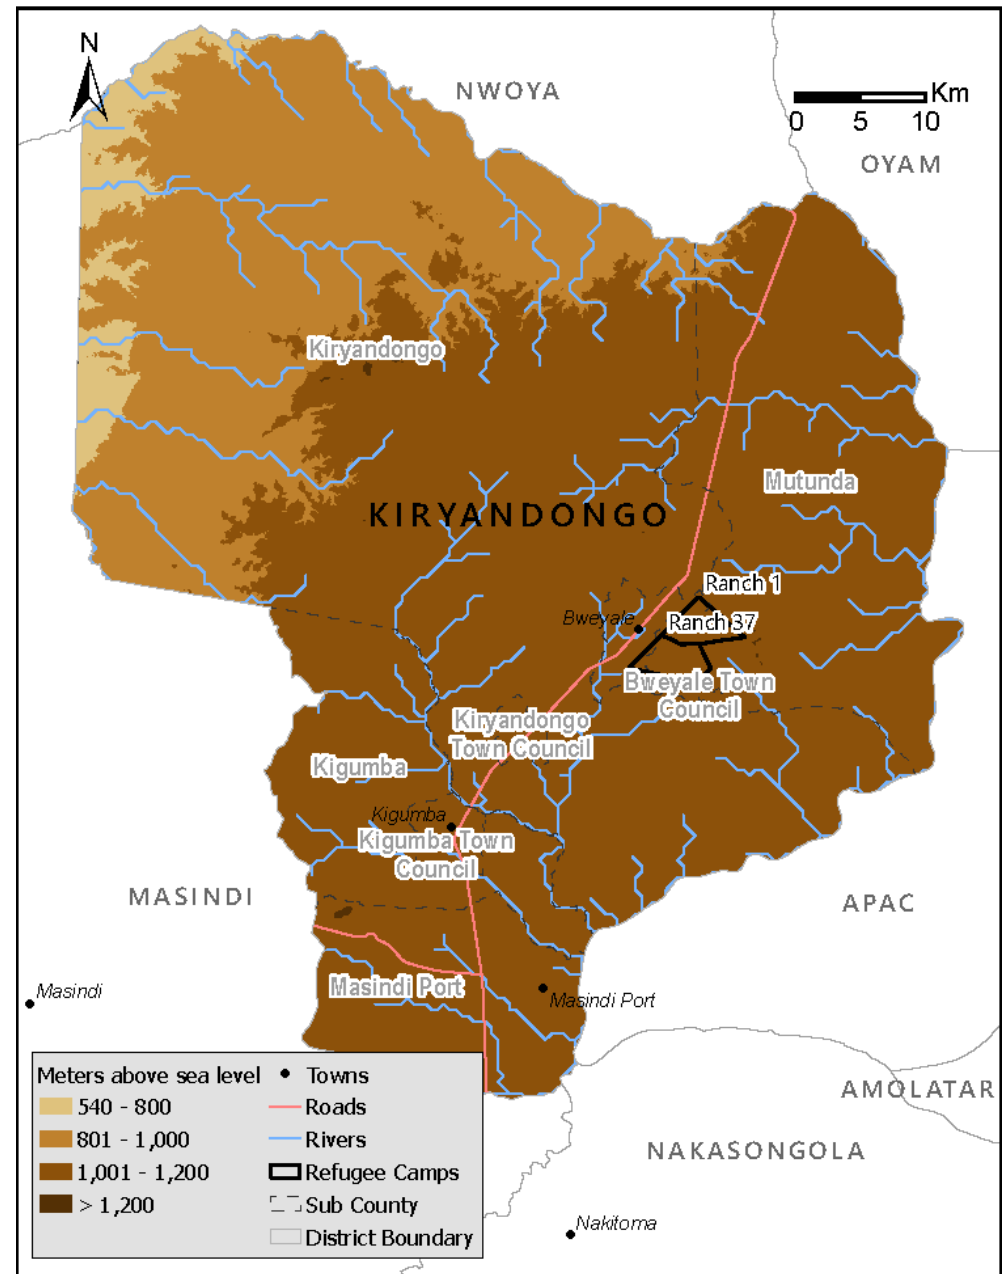 N
NWOYA
Km
0 5 10
OYAM
Kiryandongo
Mutunda
KIRYANDONGO
Ranch 1
Bweyale
Ranch 37
Bweyale Town
Council
Kiryandongo
Town Council
Kigumba
Kigumba
Kigumba Town
Council
MASINDI
APAC
Masindi
Masindi Port
Masindi Port
AMOLATAR
NAKASONGOLA
Nakitoma
Meters above sea level
540 - 800
801 - 1,000
1,001 - 1,200
> 1,200
Towns
Roads
Rivers
Refugee Camps
Sub County
District Boundary